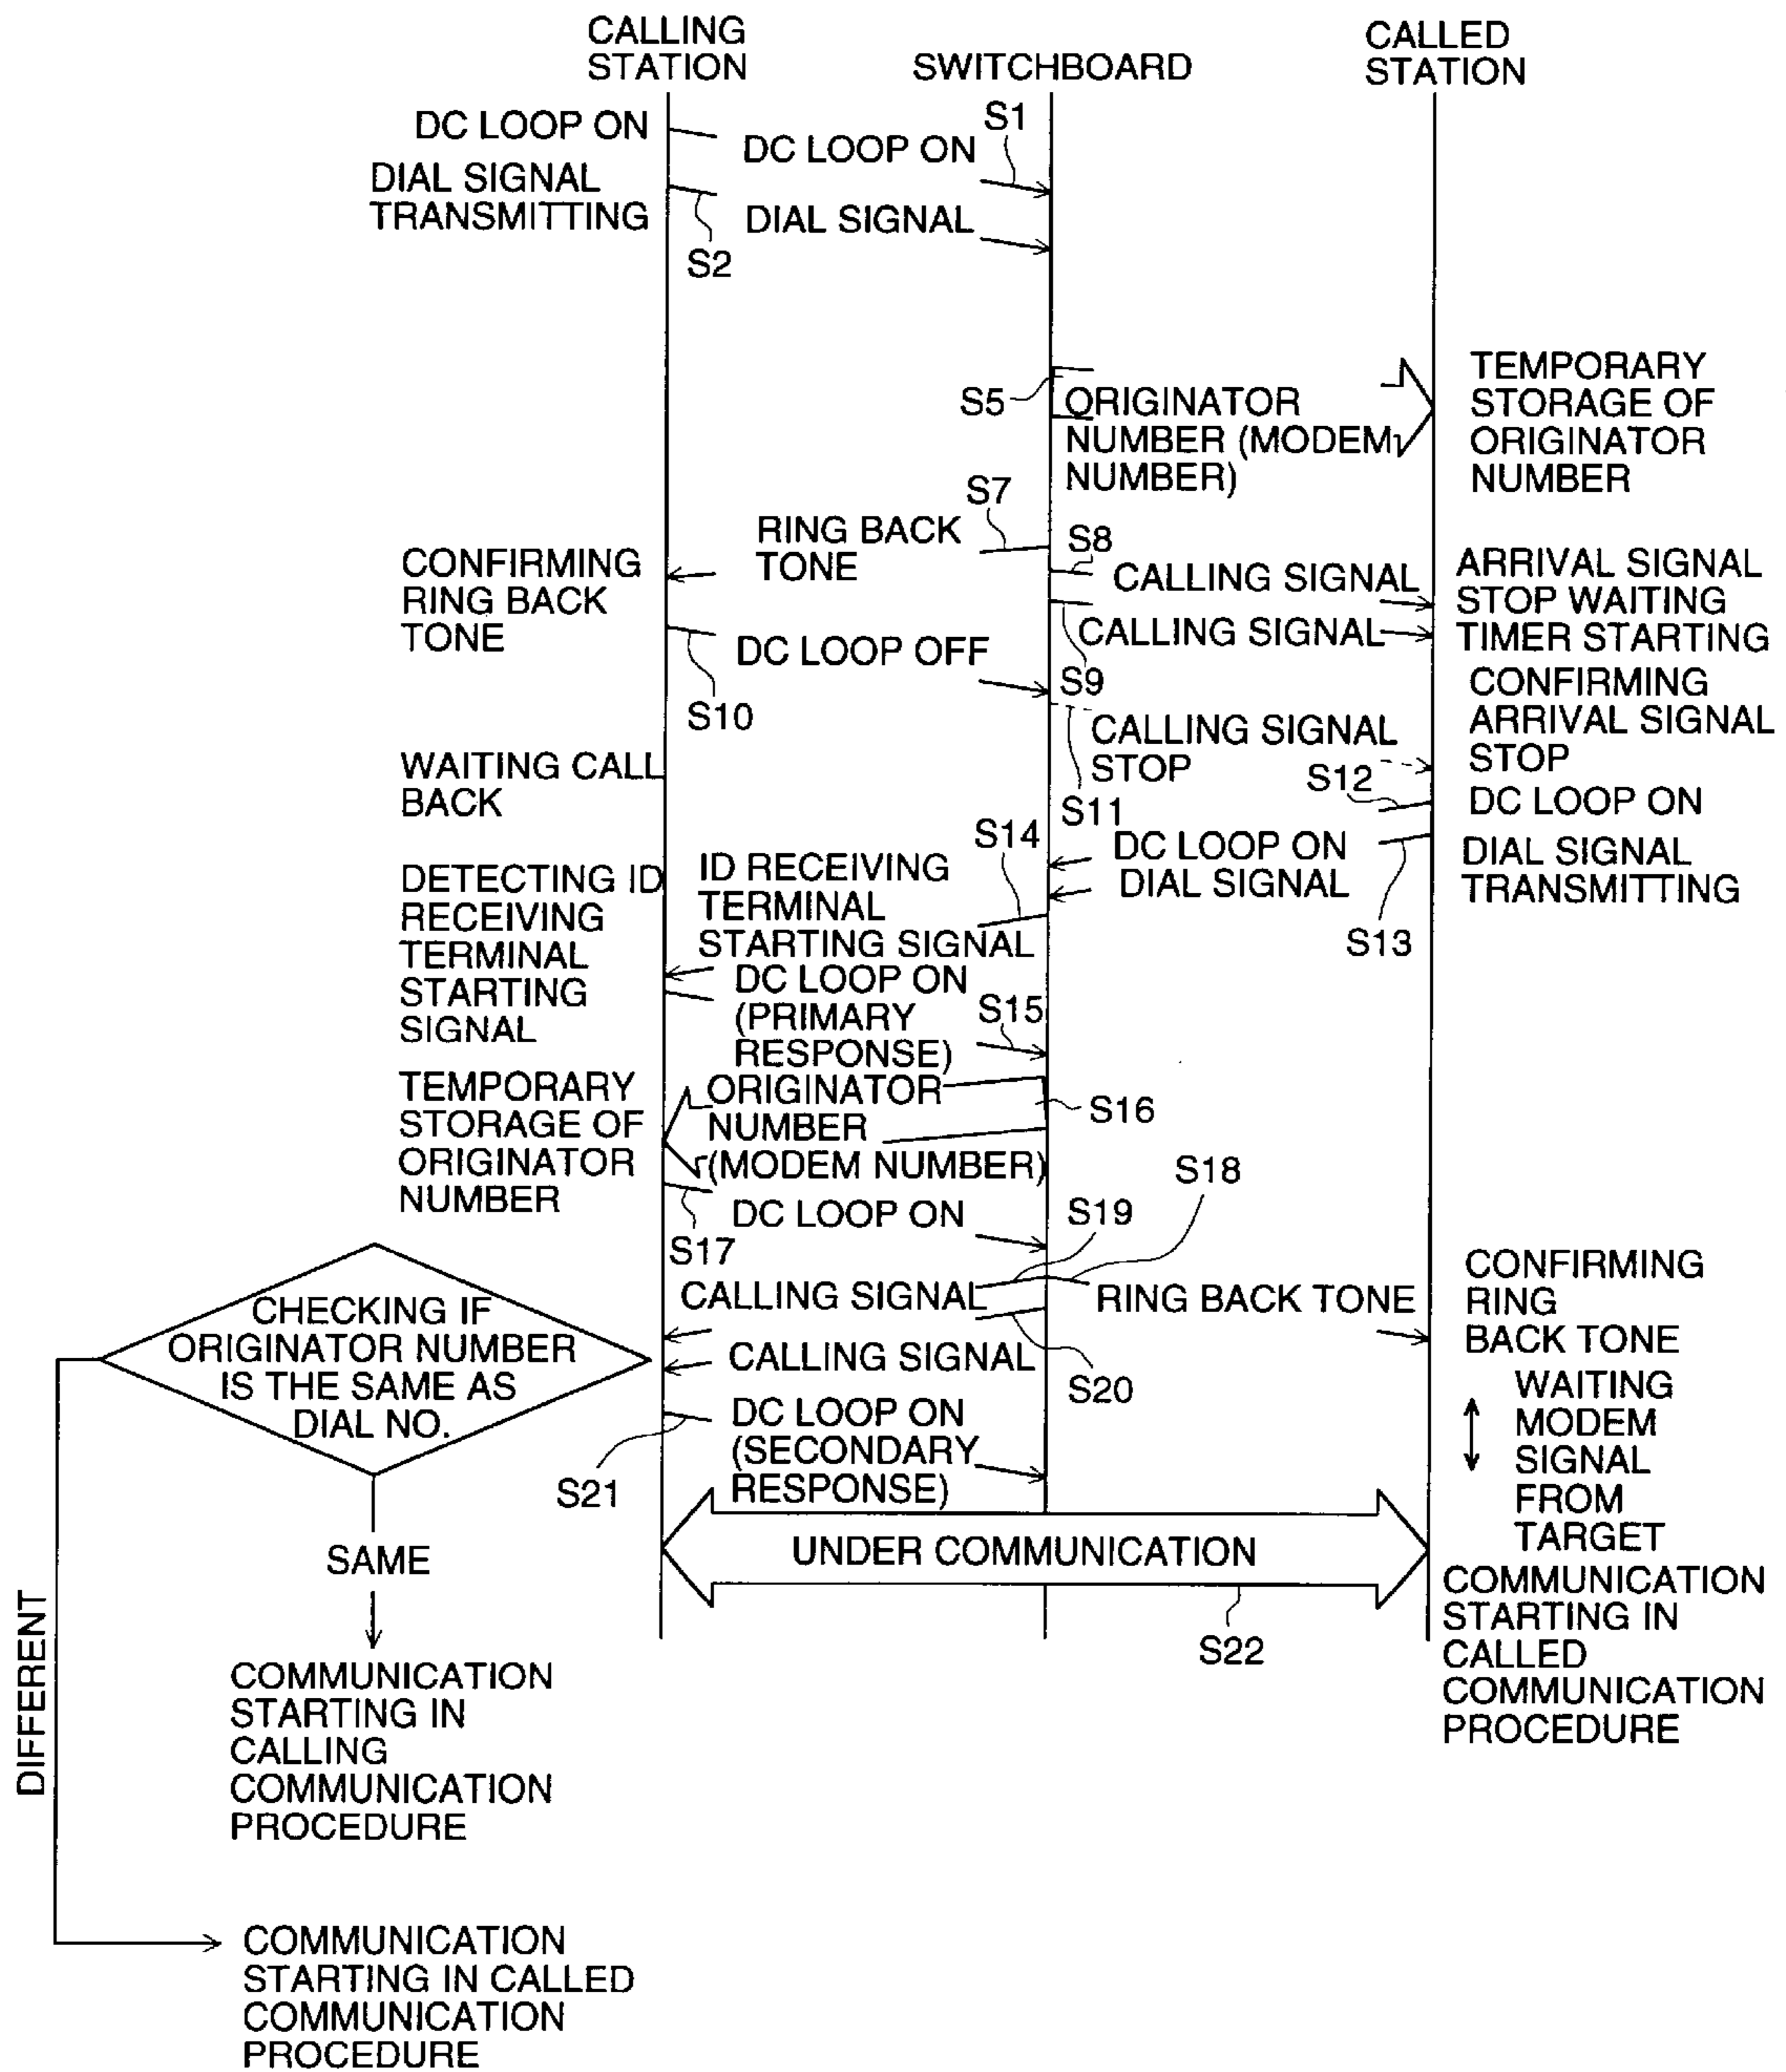 CALLING
STATION
SWITCHBOARD
CALLED
STATION
DC LOOP ON
DC LOOP ON
S1
DIAL SIGNAL
TRANSMITTING
S2
DIAL SIGNAL
S5
ORIGINATOR
NUMBER (MODEM
NUMBER)
TEMPORARY
STORAGE OF
ORIGINATOR
NUMBER
S7
RING BACK
TONE
CONFIRMING
RING BACK
TONE
S8
CALLING SIGNAL
ARRIVAL SIGNAL
STOP WAITING
TIMER STARTING
CALLING SIGNAL
S9
DC LOOP OFF
S10
CONFIRMING
ARRIVAL SIGNAL
STOP
CALLING SIGNAL
STOP
S11
WAITING CALL
BACK
S12
DC LOOP ON
DC LOOP ON
DIAL SIGNAL
S13
DIAL SIGNAL
TRANSMITTING
S14
ID RECEIVING
TERMINAL
STARTING SIGNAL
DETECTING ID
RECEIVING
TERMINAL
STARTING
SIGNAL
DC LOOP ON
(PRIMARY
RESPONSE)
S15
TEMPORARY
STORAGE OF
ORIGINATOR
NUMBER
ORIGINATOR
NUMBER
(MODEM NUMBER)
S16
S17
DC LOOP ON
S19
S18
CALLING SIGNAL
RING BACK TONE
CONFIRMING
RING
BACK TONE
CHECKING IF
ORIGINATOR NUMBER
IS THE SAME AS
DIAL NO.
CALLING SIGNAL
S20
S21
DC LOOP ON
(SECONDARY
RESPONSE)
WAITING
MODEM
SIGNAL
FROM
TARGET
UNDER COMMUNICATION
S22
COMMUNICATION
STARTING IN
CALLED
COMMUNICATION
PROCEDURE
SAME
DIFFERENT
COMMUNICATION
STARTING IN
CALLING
COMMUNICATION
PROCEDURE
COMMUNICATION
STARTING IN CALLED
COMMUNICATION
PROCEDURE